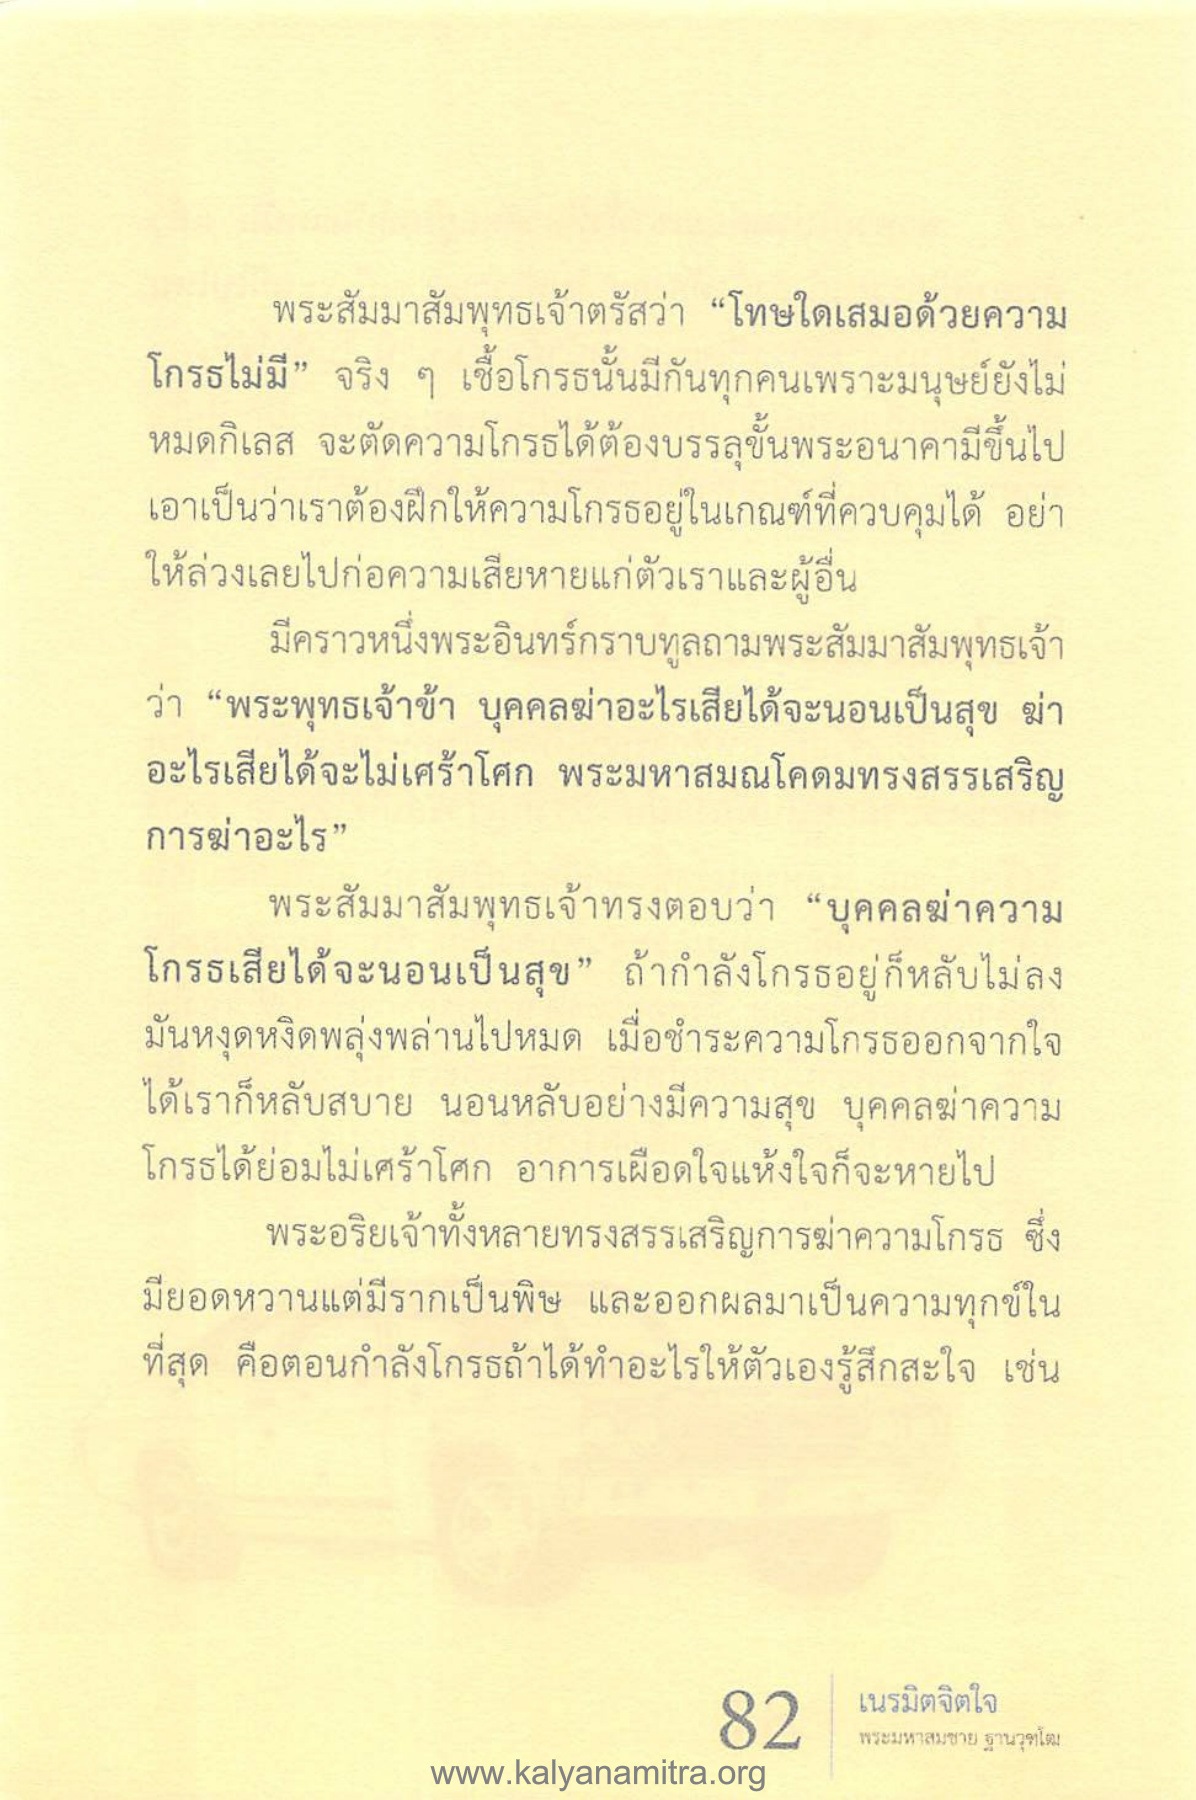 พระสัมมาสัมพุทธเจ้าตรัสว่า “โทษใดเสมอด้วยความ
โกรธไม่มี” จริง ๆ เชื้อโกรธนั้นมีกันทุกคนเพราะมนุษย์ยังไม่
หมดกิเลส จะตัดความโกรธได้ต้องบรรลุขั้นพระอนาคามีขึ้นไป
เอาเป็นว่าเราต้องฝึกให้ความโกรธอยู่ในเกณฑ์ที่ควบคุมได้ อย่า
ให้ล่วงเลยไปก่อความเสียหายแก่ตัวเราและผู้อื่น
มีคราวหนึ่งพระอินทร์กราบทูลถามพระสัมมาสัมพุทธเจ้า
ว่า “พระพุทธเจ้าข้า บุคคลฆ่าอะไรเสียได้จะนอนเป็นสุข ฆ่า
อะไรเสียได้จะไม่เศร้าโศก พระมหาสมณโคดมทรงสรรเสริญ
การฆ่าอะไร”
พระสัมมาสัมพุทธเจ้าทรงตอบว่า “บุคคลฆ่าความ
โกรธเสียได้จะนอนเป็นสุข” ถ้ากำลังโกรธอยู่ก็หลับไม่ลง
มันหงุดหงิดพลุ่งพล่านไปหมด เมื่อชำระความโกรธออกจากใจ
ได้เราก็หลับสบาย นอนหลับอย่างมีความสุข บุคคลฆ่าความ
โกรธได้ย่อมไม่เศร้าโศก อาการเผือดใจแห้งใจก็จะหายไป
พระอริยเจ้าทั้งหลายทรงสรรเสริญการฆ่าความโกรธ ซึ่ง
มียอดหวานแต่มีรากเป็นพิษ และออกผลมาเป็นความทุกข์ใน
ที่สุด คือตอนกำลังโกรธถ้าได้ทำอะไรให้ตัวเองรู้สึกสะใจ เช่น
82
เนรมิตจิตใจ
พระมหาสมชาย ฐานวุฑโฒ
www.kalyanamitra.org